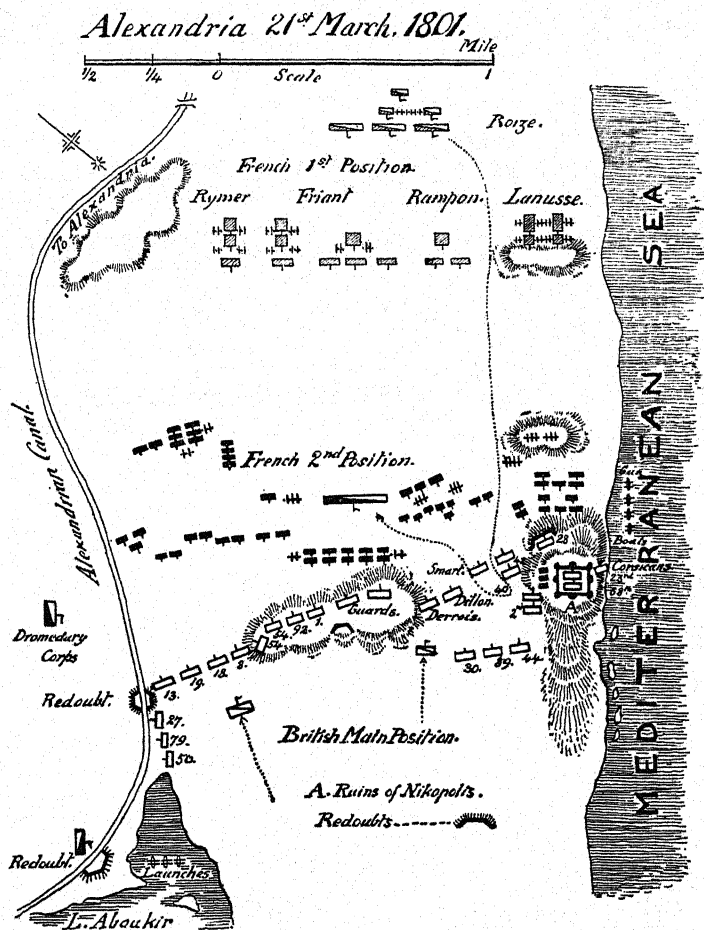 Alexandria 21st March, 1801.
Mile
1/2 1/4 0 Scale 1
Roize.
French 1st Position.
To Alexandria.
Rymer Friant Rampon. Lanusse.
MEDITERRANEAN SEA
Alexandrian Canal.
French 2nd Position.
Gun
Boats
28
Smart.
Corsicans
23rd
58th
40.
A
2
Dillon.
Derrois.
Guards.
1.
92.
54.
8.
18.
19.
13.
Dromedary
Corps
Redoubt.
30. 89. 44.
27.
79.
50.
British Main Position.
A. Ruins of Nikopolis.
Redoubts
Redoubt.
Launches
L. Aboukir